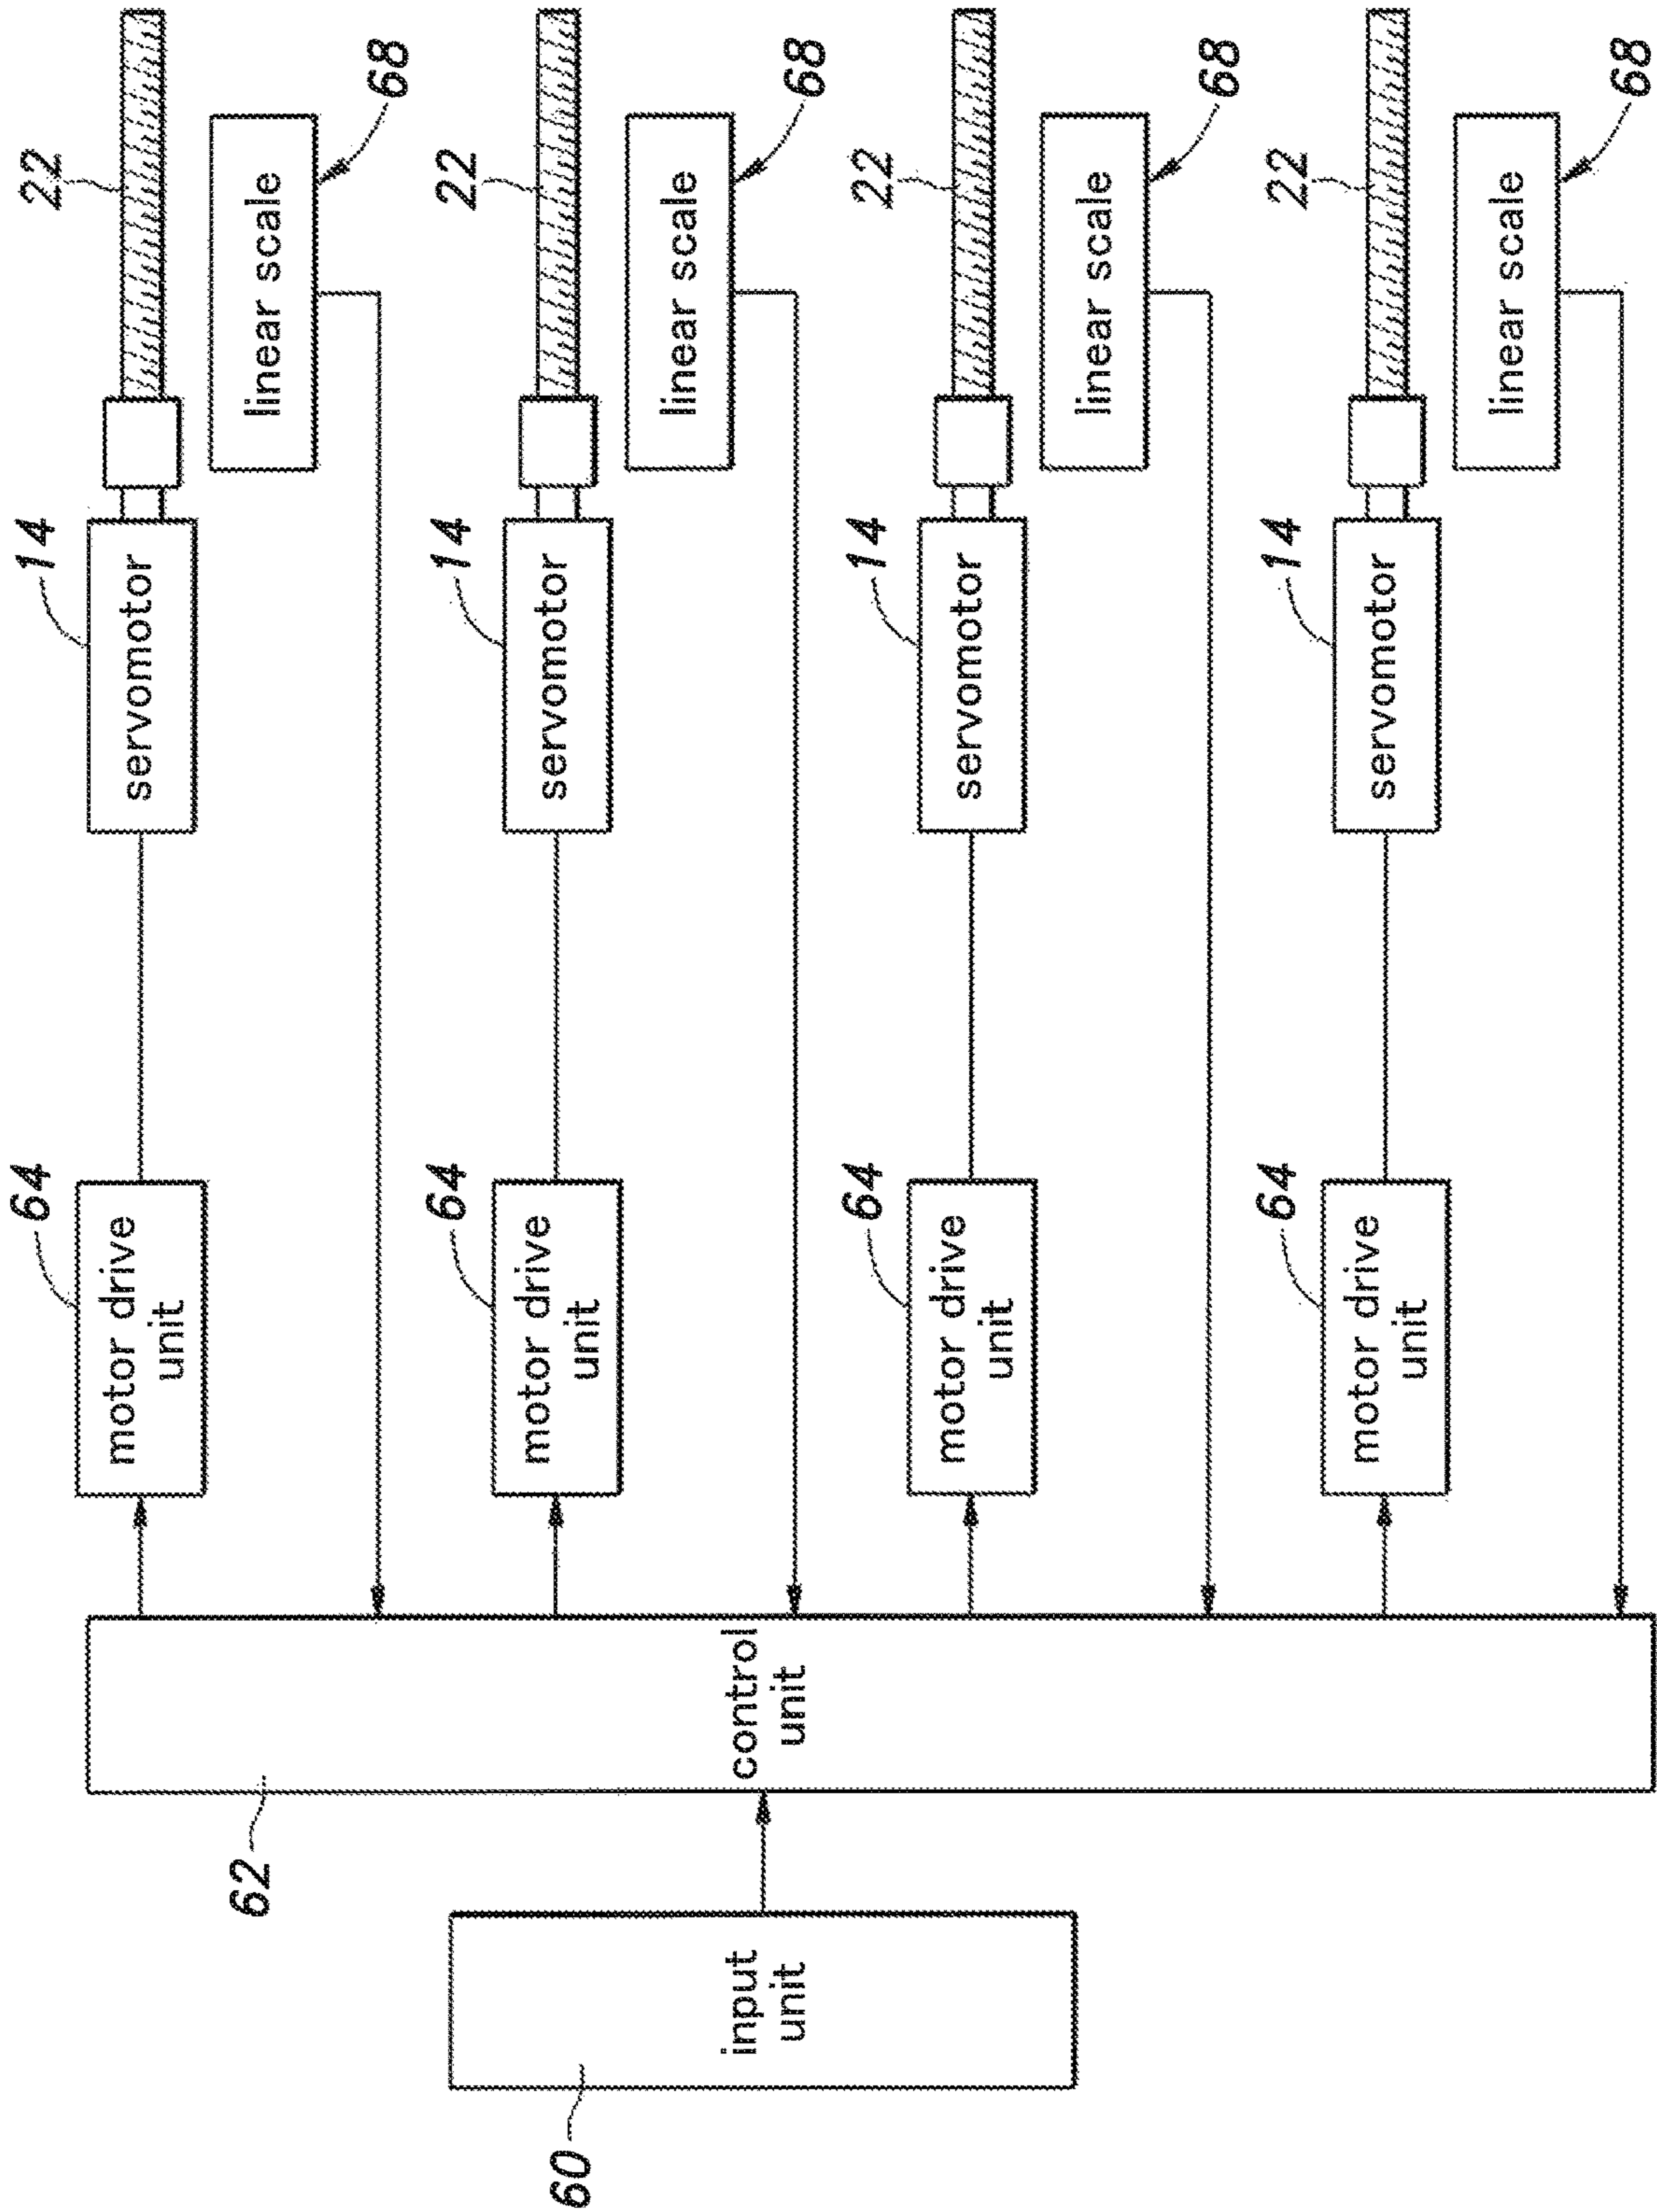 60
input
unit
62
control
unit
64
motor drive
unit
14
servomotor
22
linear scale
68
64
motor drive
unit
14
servomotor
22
linear scale
68
64
motor drive
unit
14
servomotor
22
linear scale
68
64
motor drive
unit
14
servomotor
22
linear scale
68